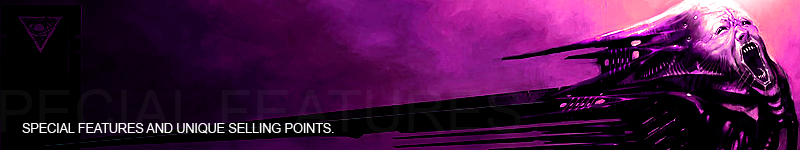 PECIAL FEATURES
SPECIAL FEATURES AND UNIQUE SELLING POINTS.